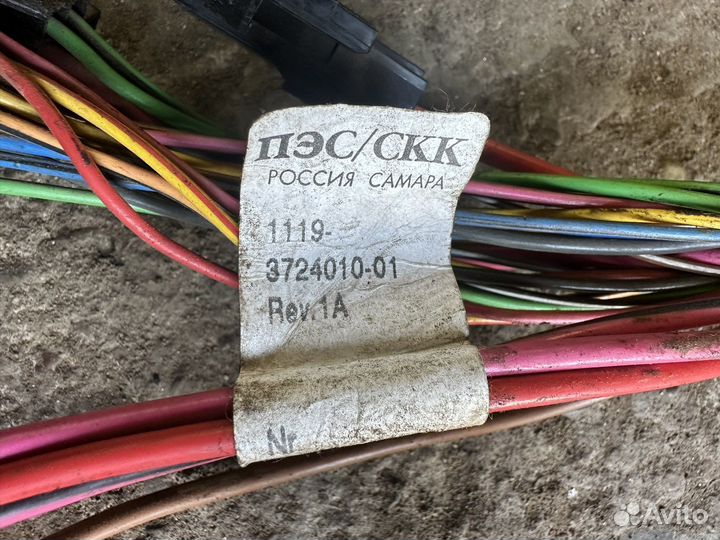 ПЭС/СКК
РОССИЯ САМАРА
1119-
3724010-01
Rev.1A
Nr
Avito